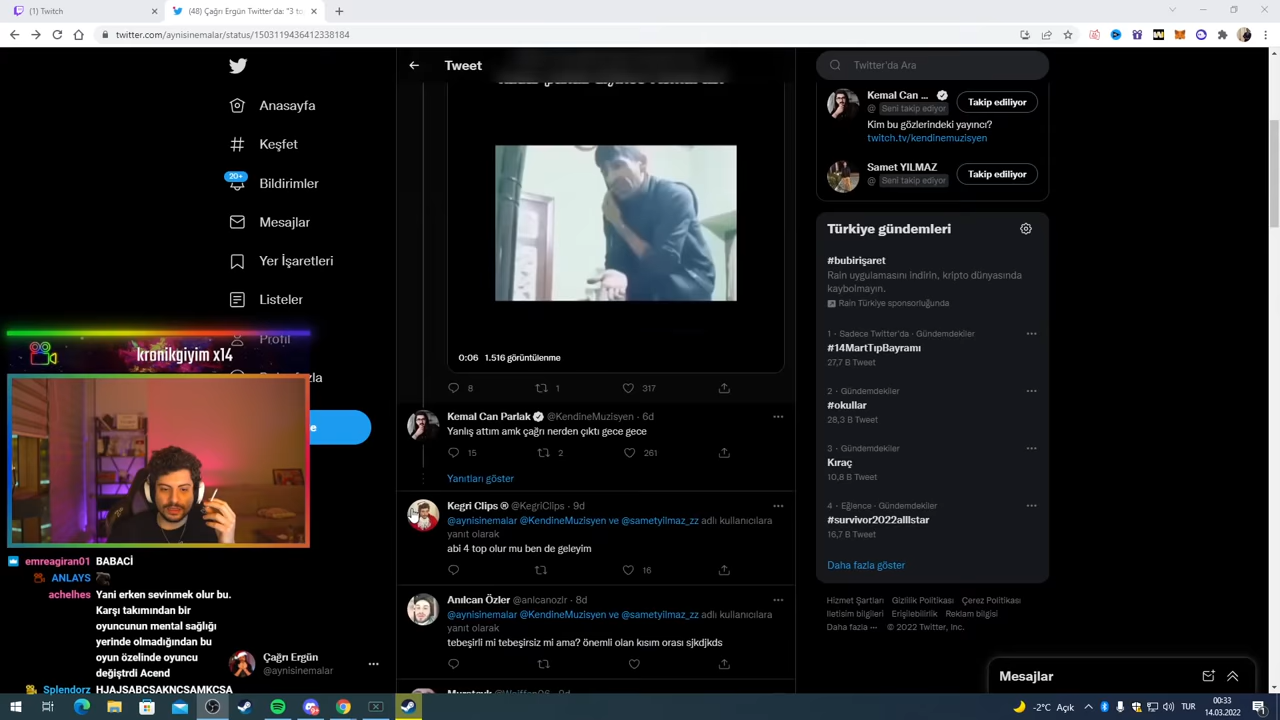 (1) Twitch
(48) Çağrı Ergün Twitter'da: "3 to
twitter.com/aynisinemalar/status/1503119436412338184
Anasayfa
Keşfet
20+
Bildirimler
Mesajlar
Yer İşaretleri
Listeler
Profil
kronikgiyim x14
emreagiran01 BABACİ
ANLAYS
achelhes Yani erken sevinmek olur bu.
Karşı takımından bir
oyuncunun mental sağlığı
yerinde olmadığından bu
oyun özelinde oyuncu
değiştrdi Acend
Splendorz HJAJSABCSAKNCSAMKCSA
Çağrı Ergün
@aynisinemalar
Tweet
0:06 1.516 görüntülenme
8 1 317
Kemal Can Parlak @KendineMuzisyen · 6d
Yanlış attım amk çağrı nerden çıktı gece gece
15 2 261
Yanıtları göster
Kegri Clips ® @KegriClips · 9d
@aynisinemalar @KendineMuzisyen ve @sametyilmaz_zz adlı kullanıcılara
yanıt olarak
abi 4 top olur mu ben de geleyim
16
Anılcan Özler @anlcanozlr · 8d
@aynisinemalar @KendineMuzisyen ve @sametyilmaz_zz adlı kullanıcılara
yanıt olarak
tebeşirli mi tebeşirsiz mi ama? önemli olan kısım orası sjkdjkds
Twitter'da Ara
Kemal Can ...
@ Seni takip ediyor
Takip ediliyor
Kim bu gözlerindeki yayıncı?
twitch.tv/kendinemuzisyen
Samet YILMAZ
@ Seni takip ediyor
Takip ediliyor
Türkiye gündemleri
#bubirişaret
Rain uygulamasını indirin, kripto dünyasında
kaybolmayın.
Rain Türkiye sponsorluğunda
1 · Sadece Twitter'da · Gündemdekiler
#14MartTıpBayramı
27,7 B Tweet
2 · Gündemdekiler
#okullar
28,3 B Tweet
3 · Gündemdekiler
Kıraç
10,8 B Tweet
4 · Eğlence · Gündemdekiler
#survivor2022allstar
16,7 B Tweet
Daha fazla göster
Hizmet Şartları Gizlilik Politikası Çerez Politikası
İletişim bilgileri Erişilebilirlik Reklam bilgisi
Daha fazla ··· © 2022 Twitter, Inc.
Mesajlar
-2°C Açık
TUR
00:33
14.03.2022